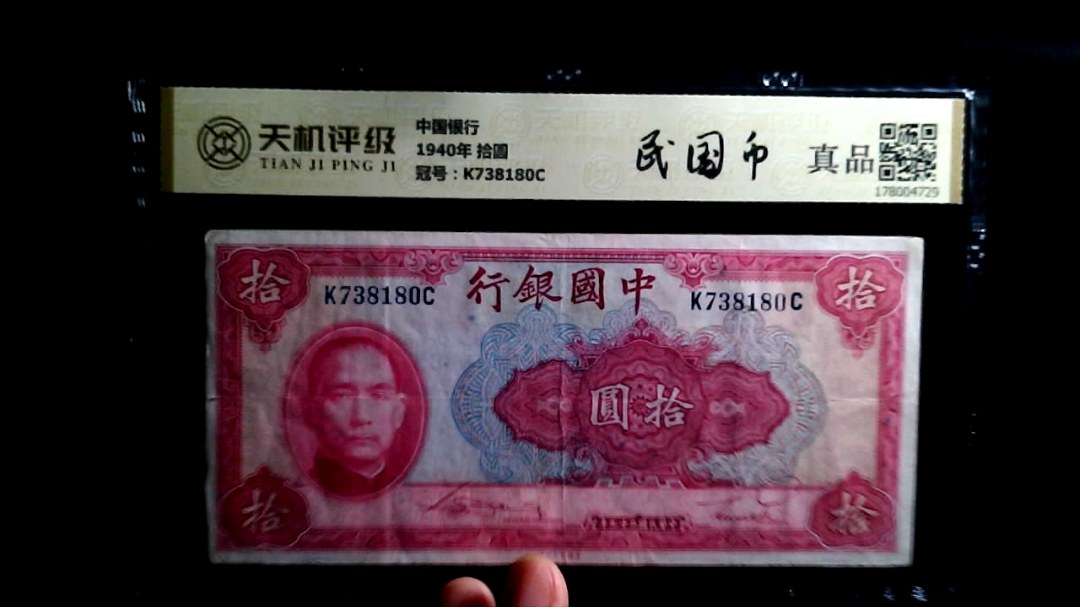 天机评级
TIAN JI PING JI
中国银行
1940年 拾圆
冠号：K738180C
民国币
真品
178004729
拾
K738180C
行銀國中
K738180C
拾
圓拾
拾
拾